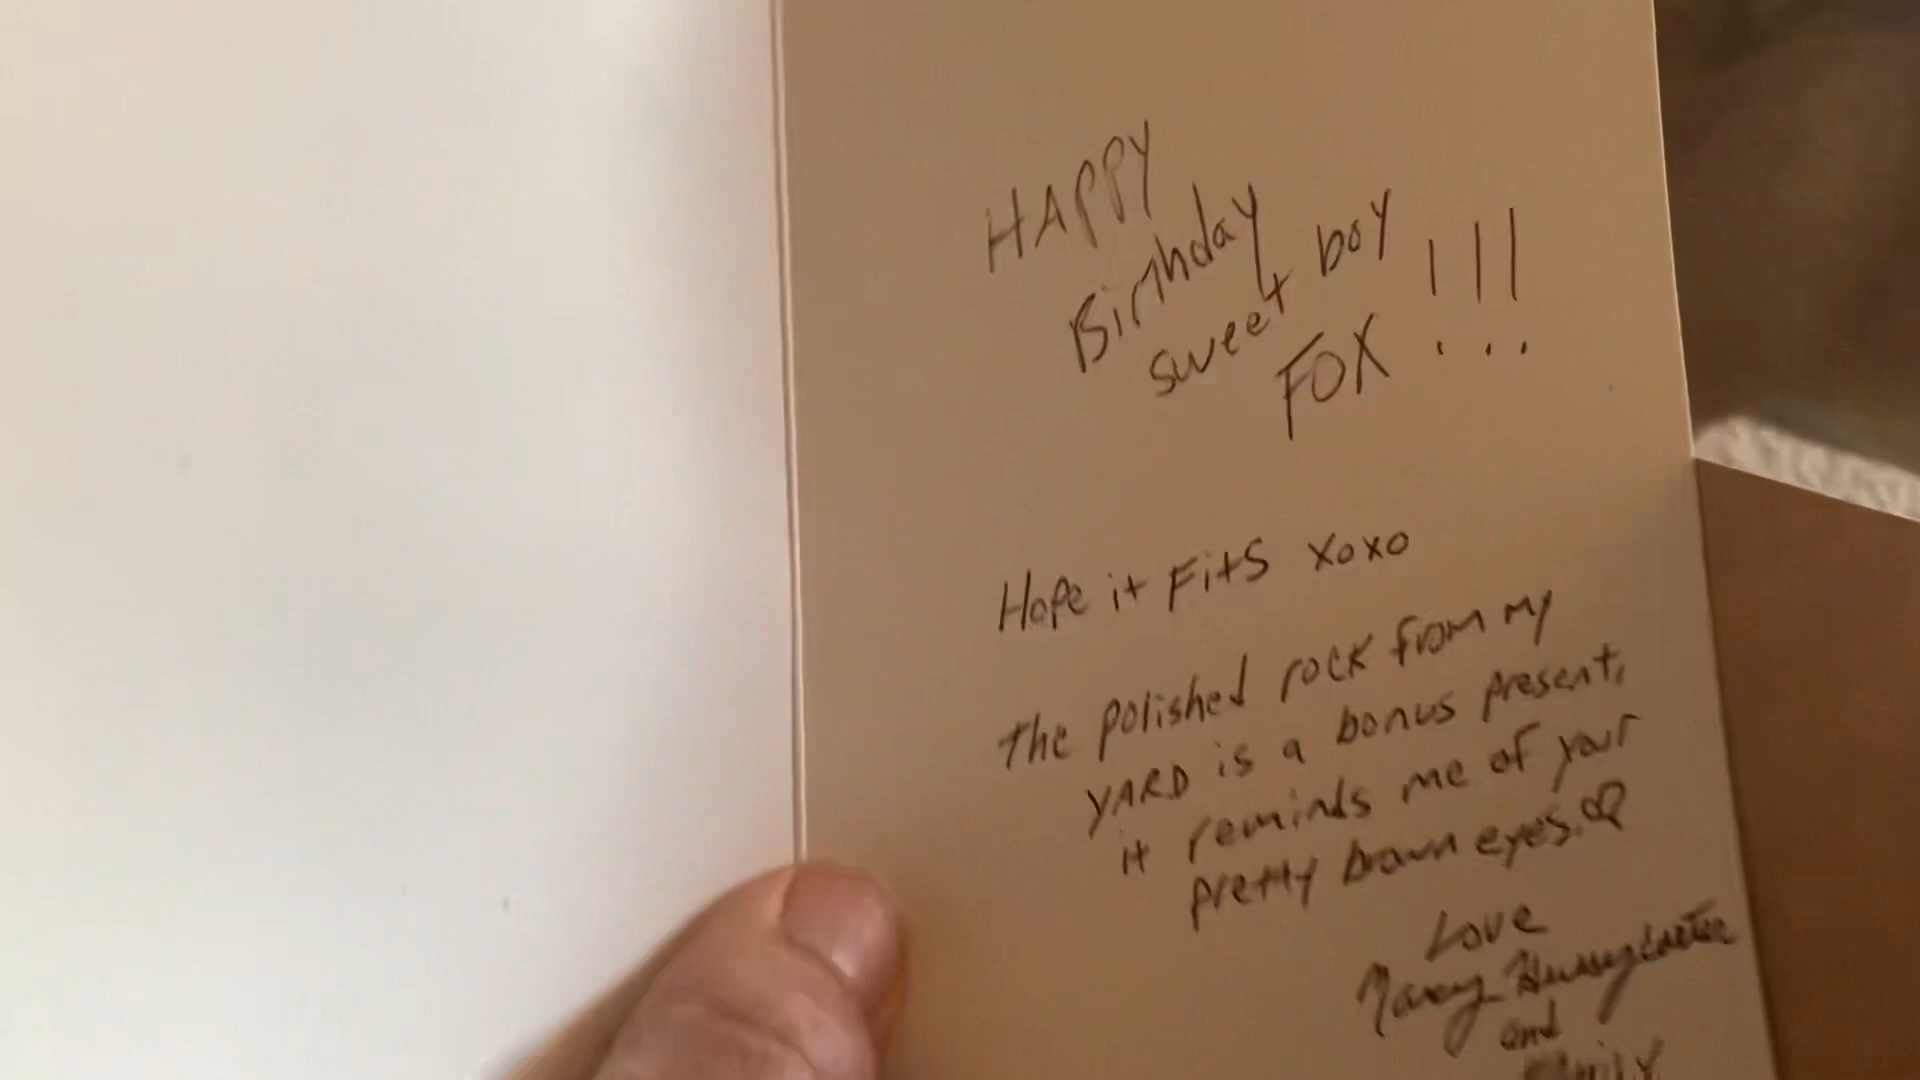 HAPPY
Birthday
sweet boy
FOX !!!
Hope it Fits xoxo
the polished rock from my
YARD is a bonus present,
it reminds me of your
pretty brown eyes.
Love
Nancy
and